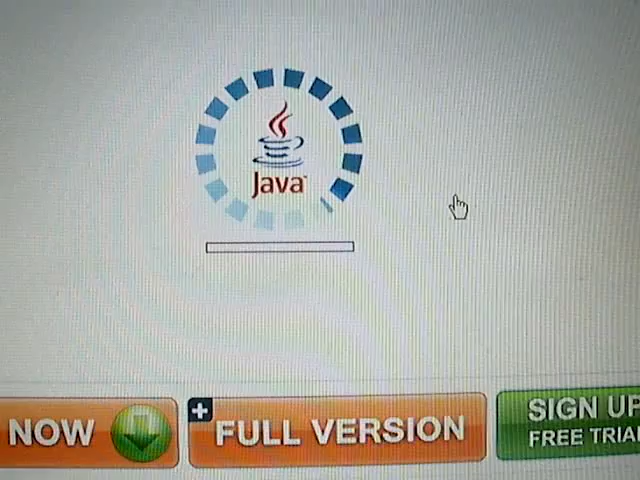 Java
NOW
FULL VERSION
SIGN UP
FREE TRIAL